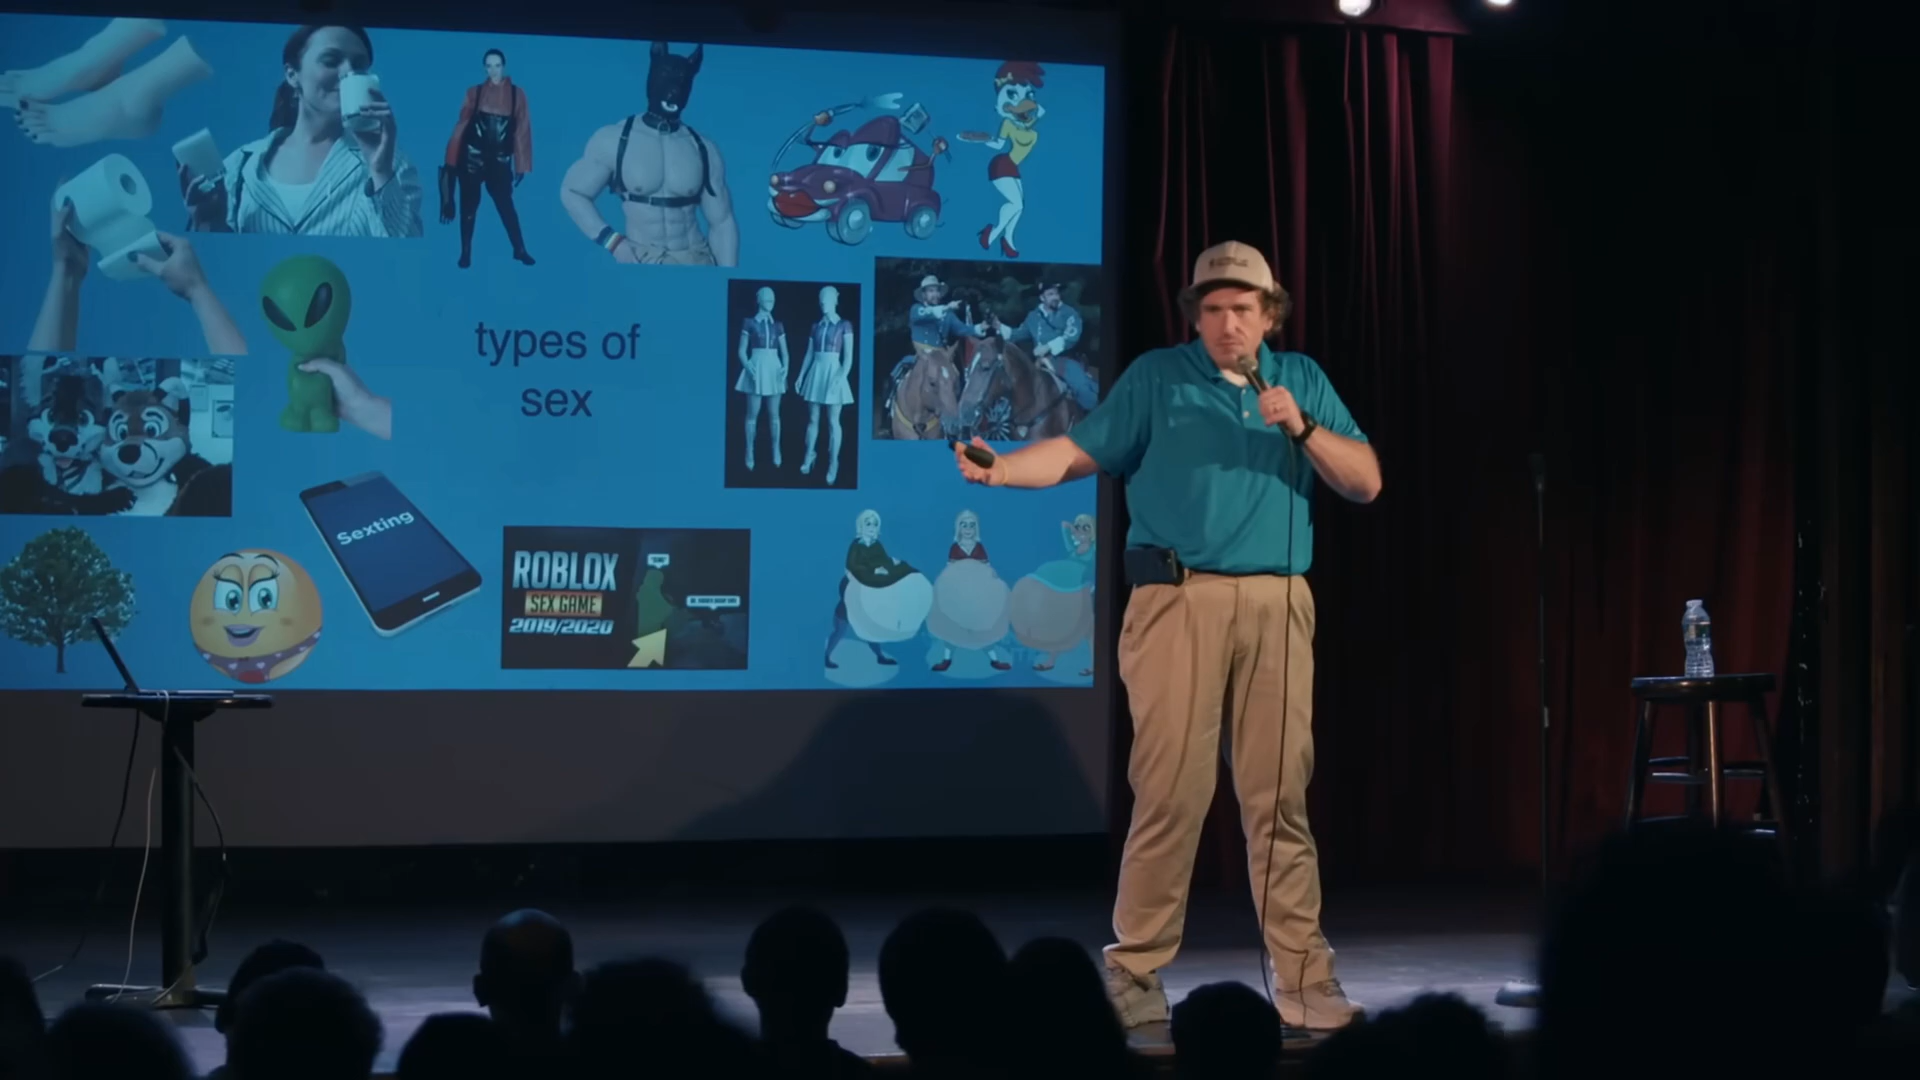 types of
sex
Sexting
ROBLOX
SEX GAME
2019/2020